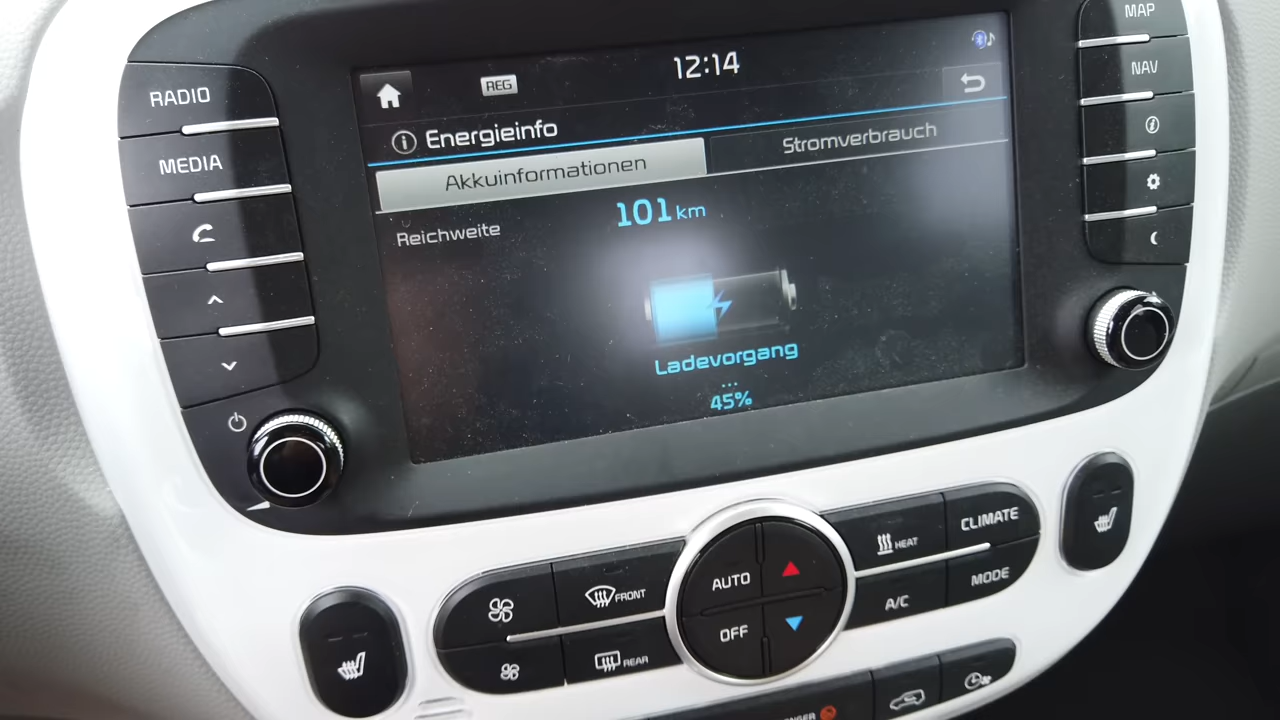 MAP
12:14
REG
NAV
RADIO
Energieinfo
Stromverbrauch
MEDIA
Akkuinformationen
101 km
Reichweite
Ladevorgang
...
45%
CLIMATE
HEAT
AUTO
MODE
FRONT
A/C
OFF
REAR